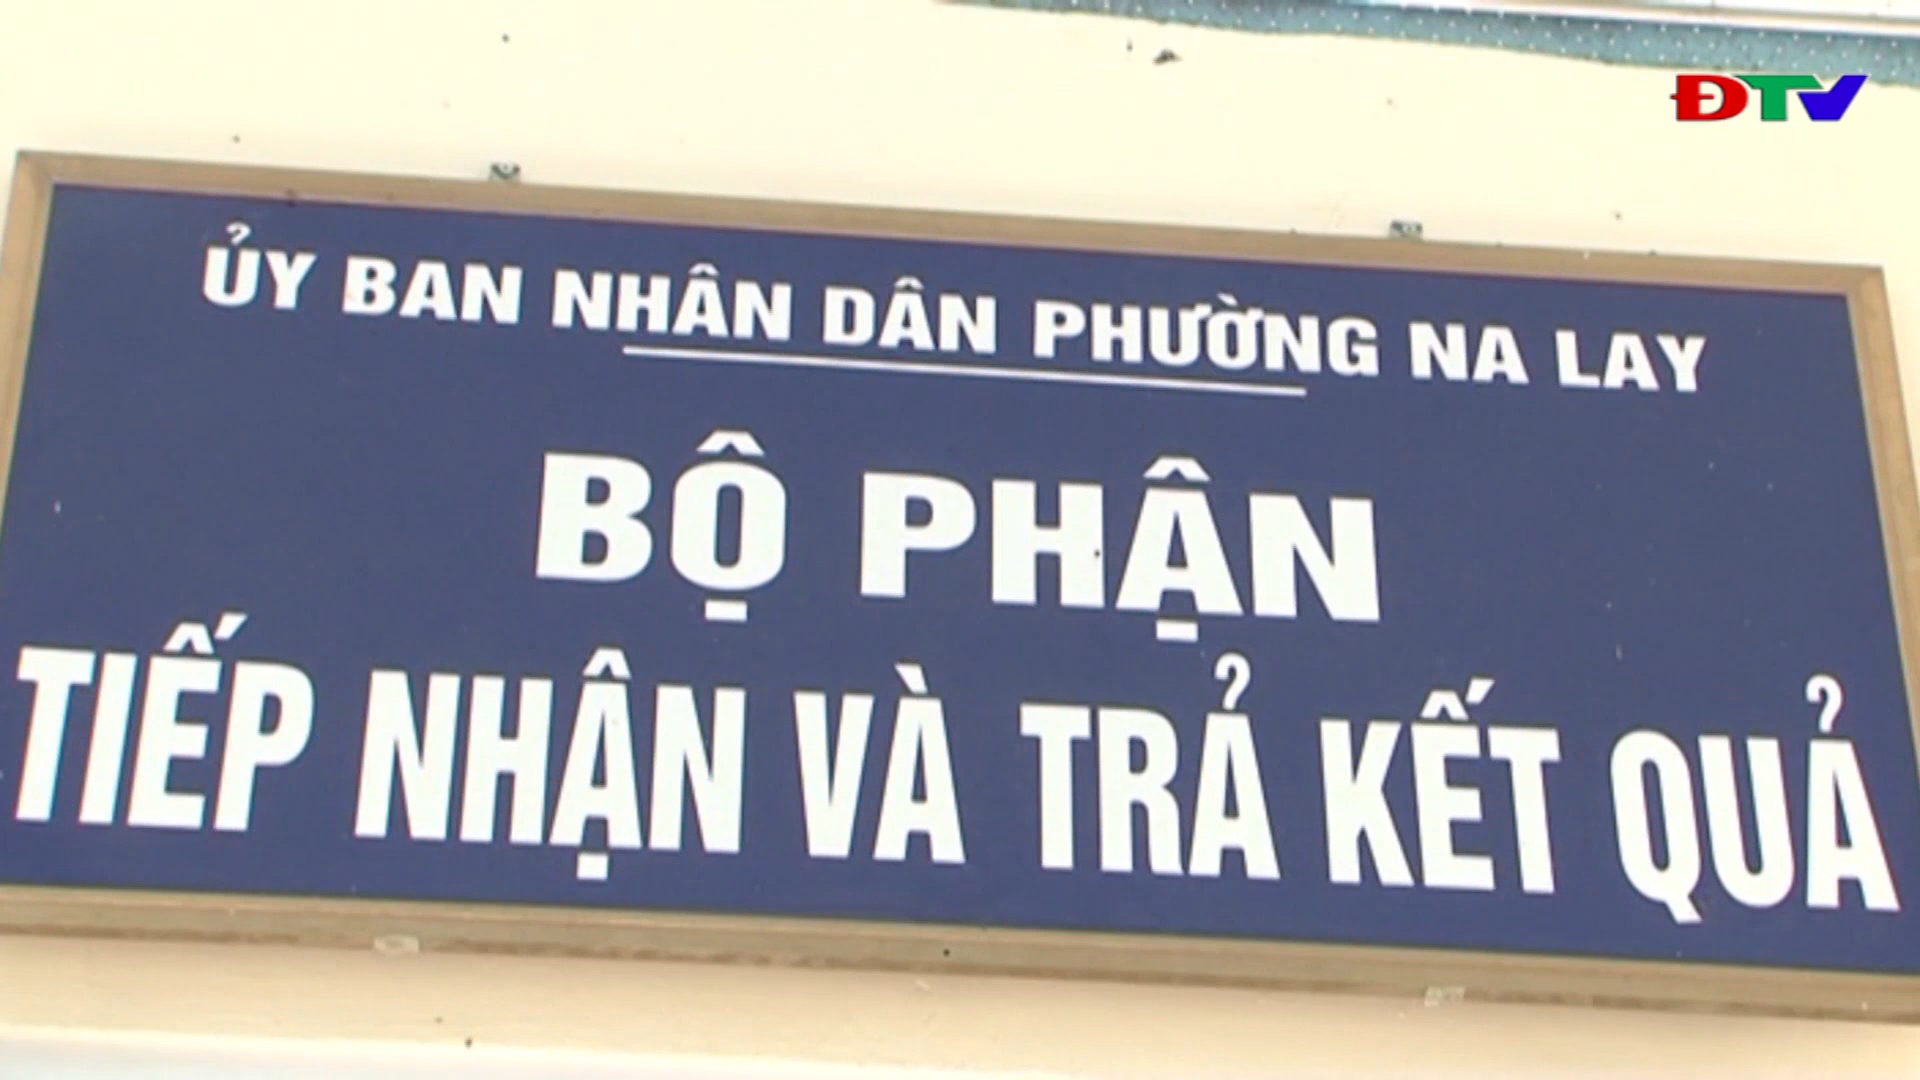 ĐTV
ỦY BAN NHÂN DÂN PHƯỜNG NA LAY
BỘ PHẬN
TIẾP NHẬN VÀ TRẢ KẾT QUẢ